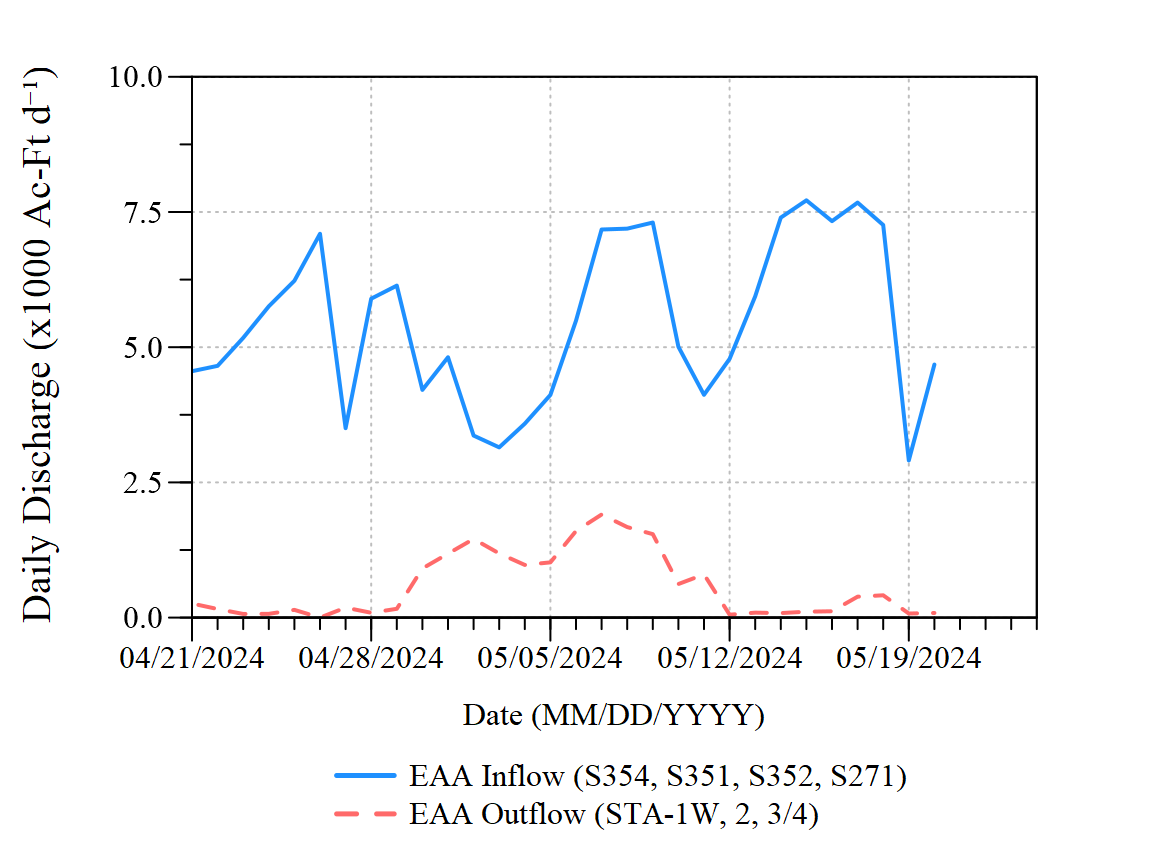 Daily Discharge (x1000 Ac-Ft d⁻¹)
10.0
7.5
5.0
2.5
0.0
04/21/2024 04/28/2024 05/05/2024 05/12/2024 05/19/2024
Date (MM/DD/YYYY)
EAA Inflow (S354, S351, S352, S271)
EAA Outflow (STA-1W, 2, 3/4)